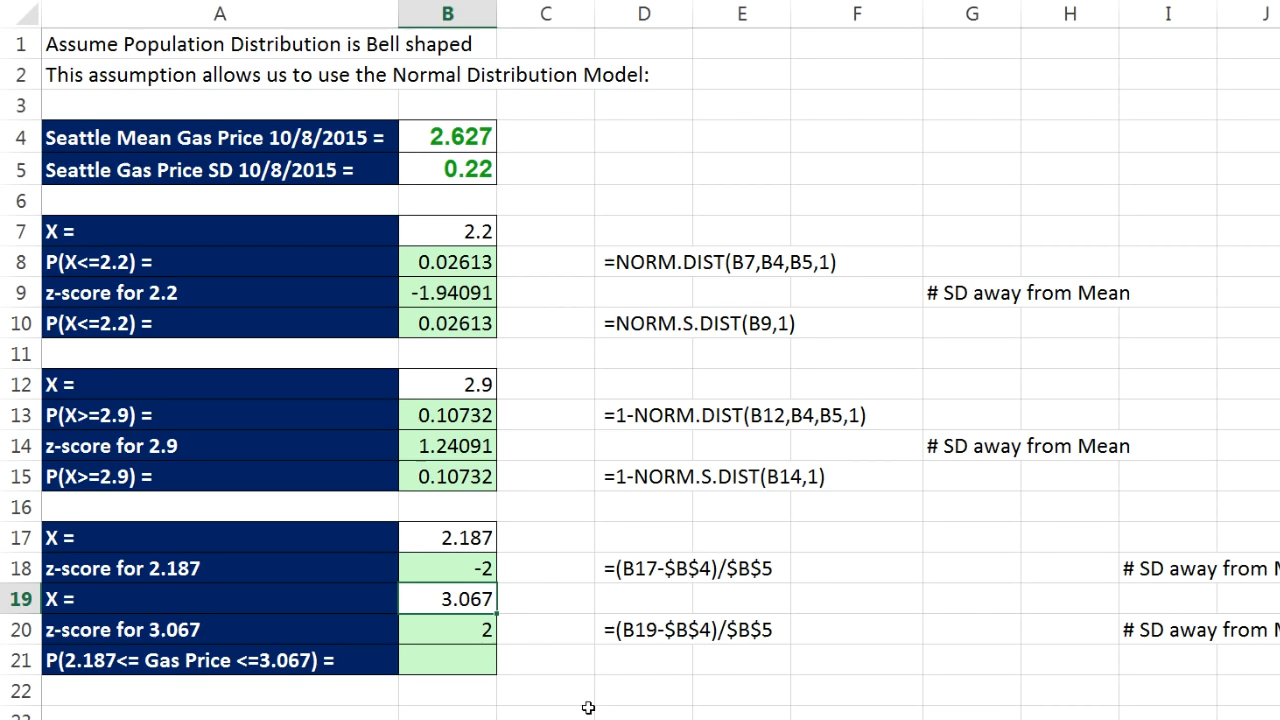 A B C D E F G H I J
1 Assume Population Distribution is Bell shaped
2 This assumption allows us to use the Normal Distribution Model:
3
4 Seattle Mean Gas Price 10/8/2015 = 2.627
5 Seattle Gas Price SD 10/8/2015 = 0.22
6
7 X = 2.2
8 P(X<=2.2) = 0.02613 =NORM.DIST(B7,B4,B5,1)
9 z-score for 2.2 -1.94091 # SD away from Mean
10 P(X<=2.2) = 0.02613 =NORM.S.DIST(B9,1)
11
12 X = 2.9
13 P(X>=2.9) = 0.10732 =1-NORM.DIST(B12,B4,B5,1)
14 z-score for 2.9 1.24091 # SD away from Mean
15 P(X>=2.9) = 0.10732 =1-NORM.S.DIST(B14,1)
16
17 X = 2.187
18 z-score for 2.187 -2 =(B17-$B$4)/$B$5 # SD away from M
19 X = 3.067
20 z-score for 3.067 2 =(B19-$B$4)/$B$5 # SD away from M
21 P(2.187<= Gas Price <=3.067) =
22